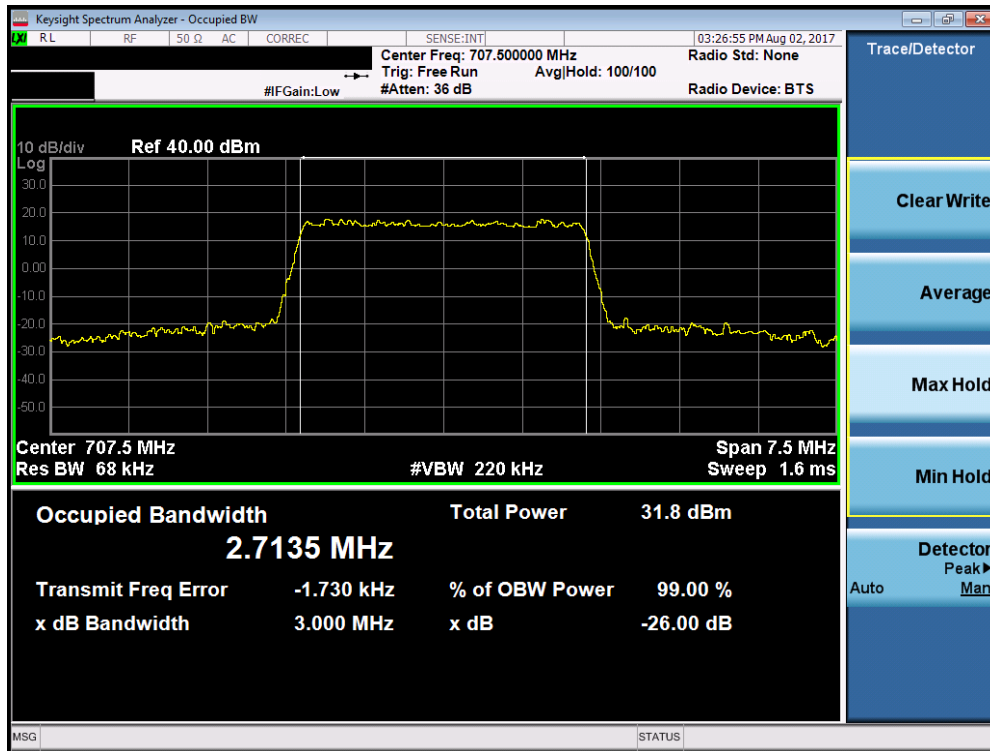 Keysight Spectrum Analyzer - Occupied BW
LXI RL RF 50 Ω AC CORREC SENSE:INT 03:26:55 PM Aug 02, 2017
Center Freq: 707.500000 MHz Radio Std: None
Trig: Free Run Avg|Hold: 100/100
#IFGain:Low #Atten: 36 dB Radio Device: BTS
10 dB/div Ref 40.00 dBm
Log
30.0
20.0
10.0
0.00
-10.0
-20.0
-30.0
-40.0
-50.0
Center 707.5 MHz Span 7.5 MHz
Res BW 68 kHz #VBW 220 kHz Sweep 1.6 ms
Occupied Bandwidth Total Power 31.8 dBm
2.7135 MHz
Transmit Freq Error -1.730 kHz % of OBW Power 99.00 %
x dB Bandwidth 3.000 MHz x dB -26.00 dB
MSG STATUS
Trace/Detector
Clear Write
Average
Max Hold
Min Hold
Detector
Peak
Auto Man